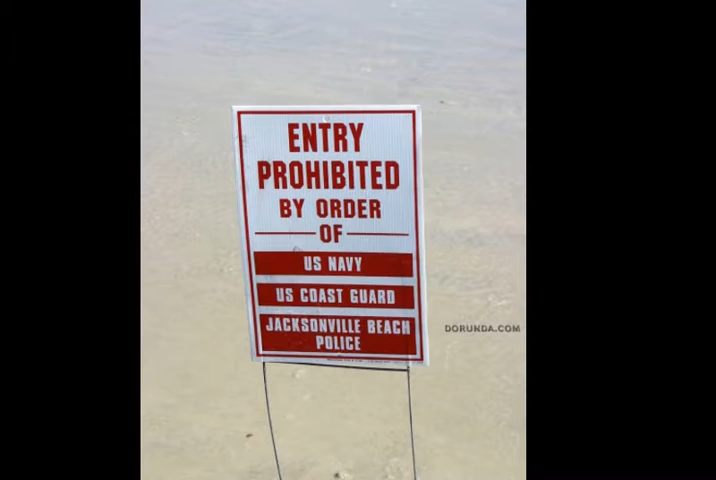 ENTRY
PROHIBITED
BY ORDER
OF
US NAVY
US COAST GUARD
JACKSONVILLE BEACH
POLICE
DORUNDA.COM